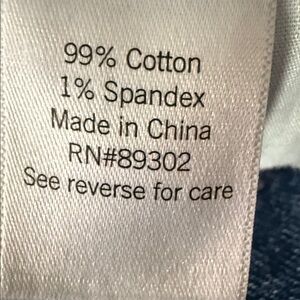 99% Cotton
1% Spandex
Made in China
RN#89302
See reverse for care